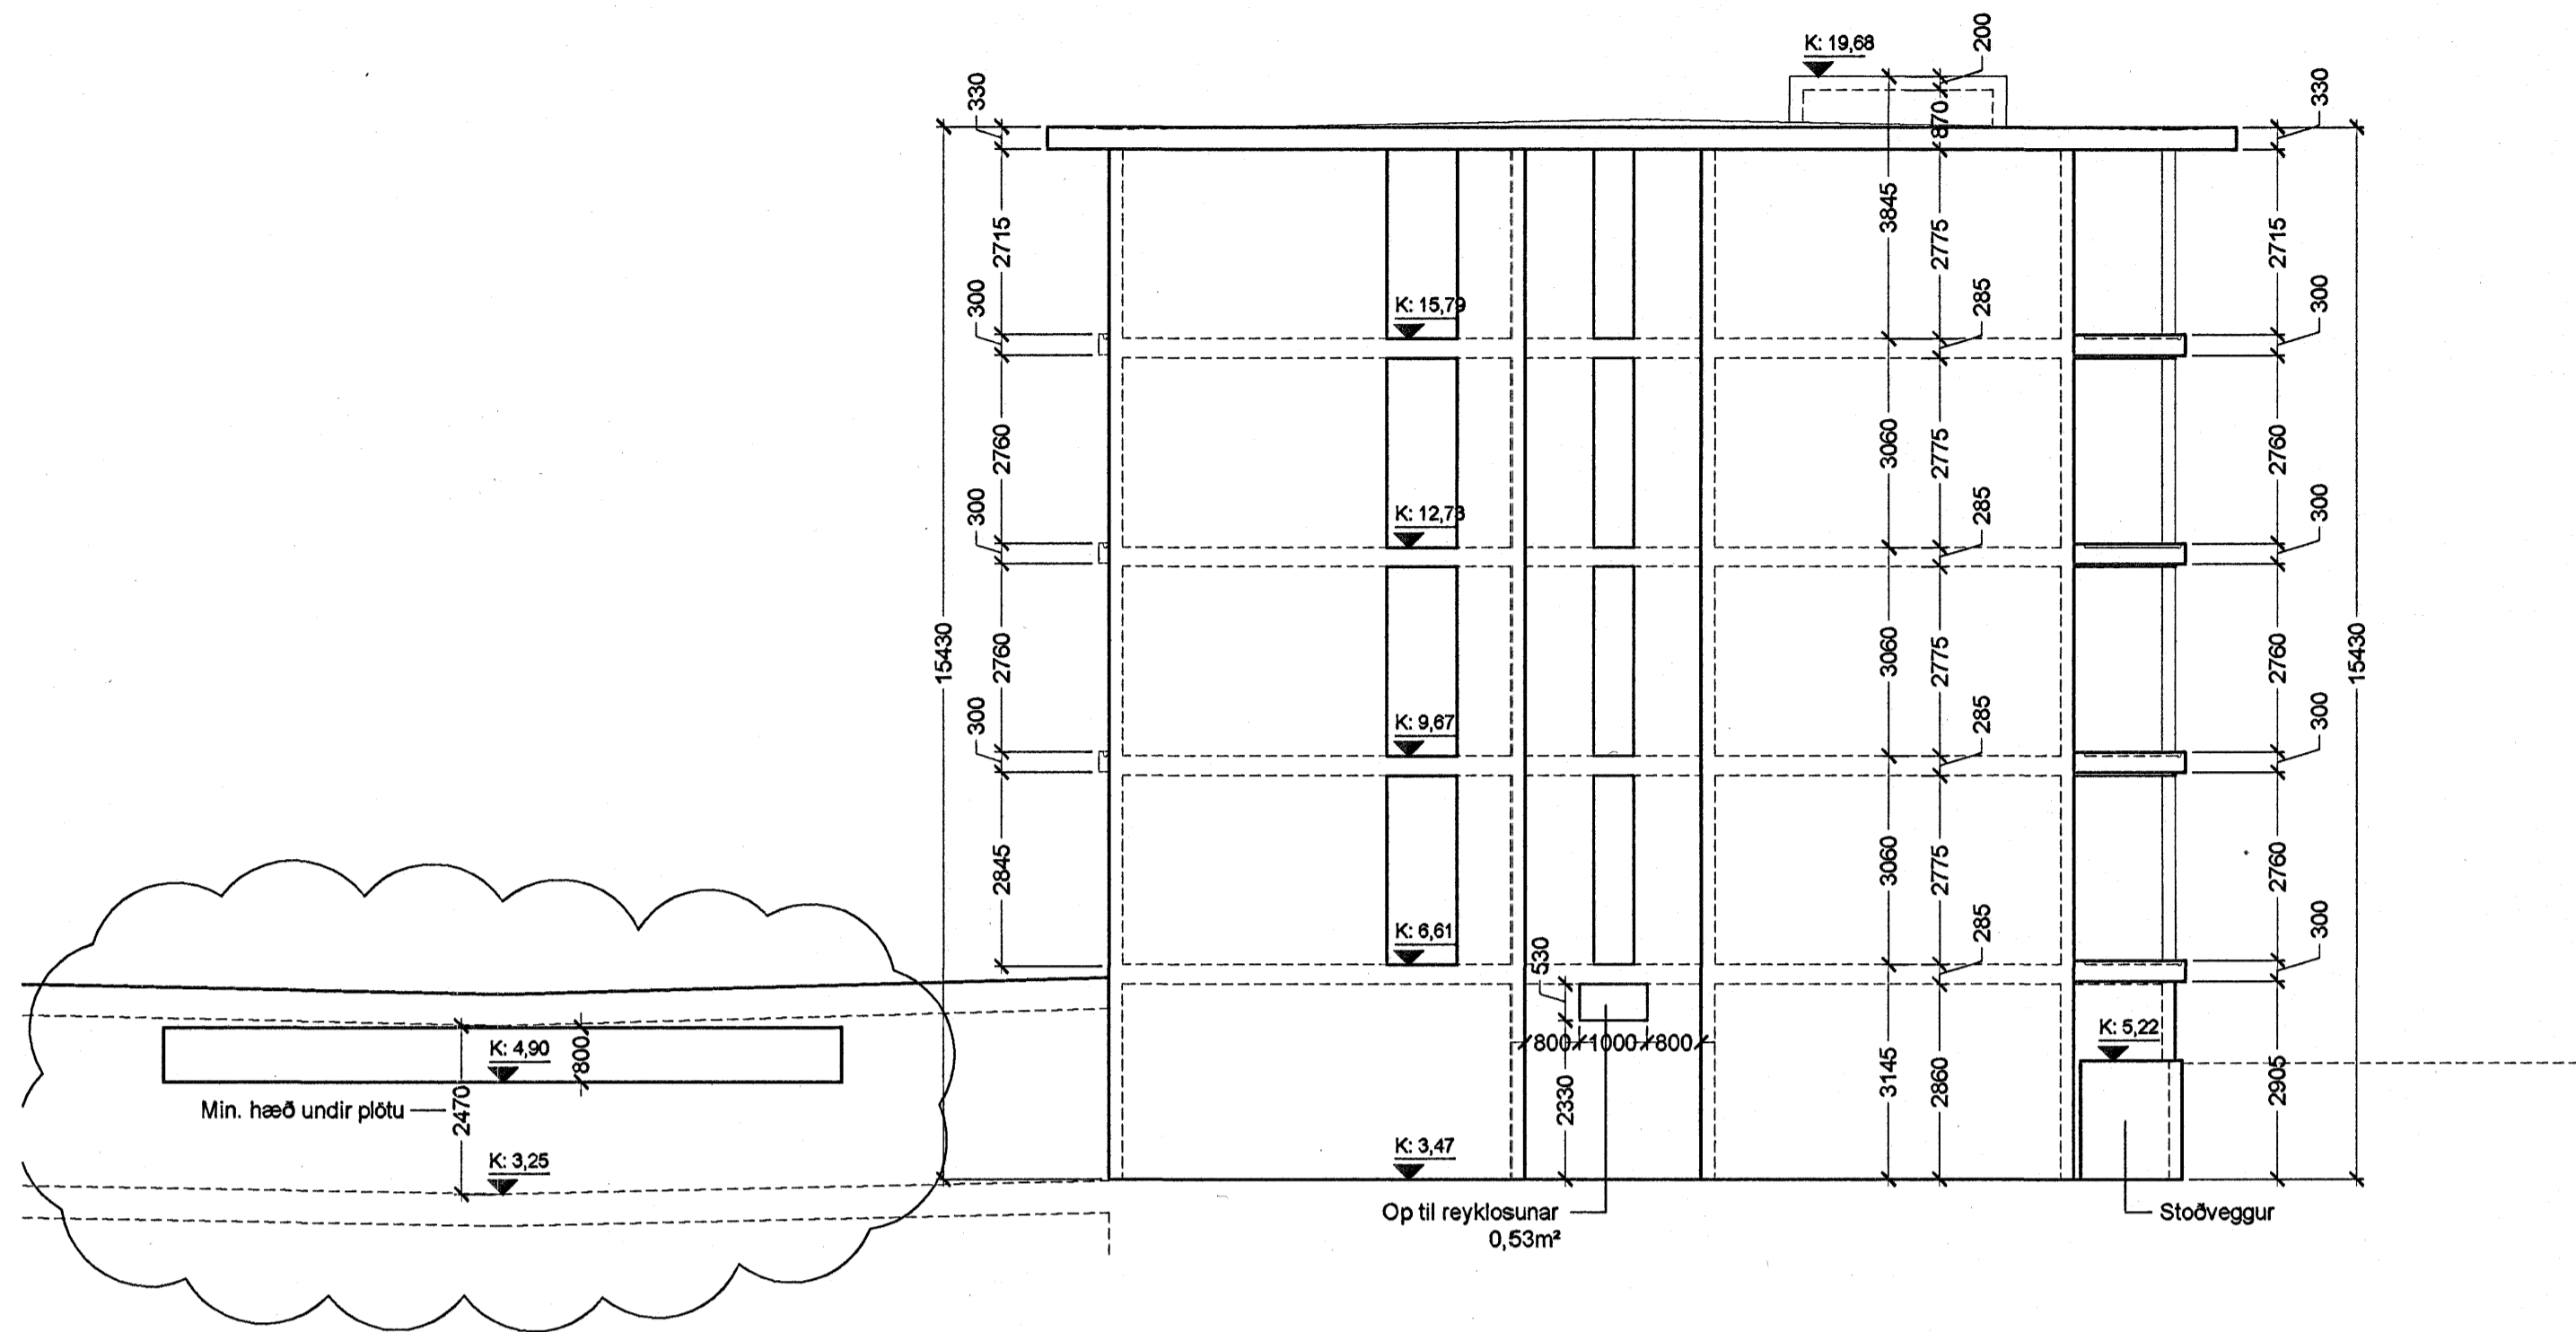 K: 19,68
200
330
870
330
2715
3845
2775
2715
300
K: 15,79
285
300
2760
3060
2775
2760
300
K: 12,73
285
300
15430
2760
3060
2775
2760
15430
300
K: 9,67
285
300
2845
3060
2775
2760
K: 6,61
530
285
300
K: 4,90
800
800 1000 800
K: 5,22
Min. hæð undir plötu
2470
2330
3145
2860
2905
K: 3,25
K: 3,47
Op til reyklosunar
0,53m²
Stoðveggur